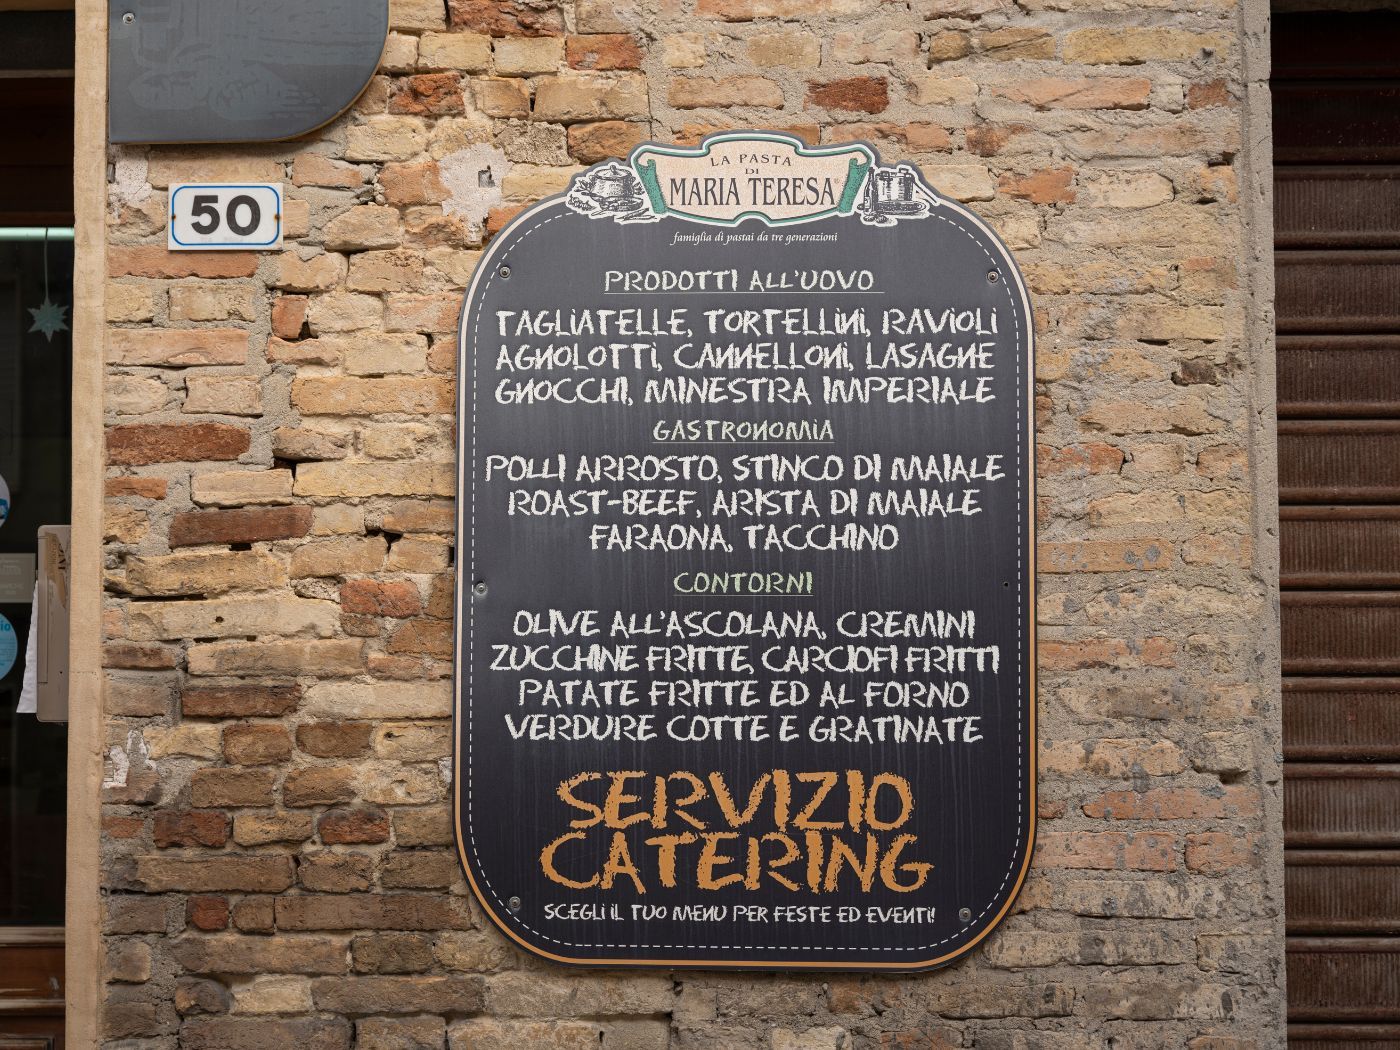 50
LA PASTA
DI
MARIA TERESA®
famiglia di pastai da tre generazioni
PRODOTTI ALL'UOVO
TAGLIATELLE, TORTELLINI, RAVIOLI
AGNOLOTTI, CANNELLONI, LASAGNE
GNOCCHI, MINESTRA IMPERIALE
GASTRONOMIA
POLLI ARROSTO, STINCO DI MAIALE
ROAST-BEEF, ARISTA DI MAIALE
FARAONA, TACCHINO
CONTORNI
OLIVE ALL'ASCOLANA, CREMINI
ZUCCHINE FRITTE, CARCIOFI FRITTI
PATATE FRITTE ED AL FORNO
VERDURE COTTE E GRATINATE
SERVIZIO
CATERING
SCEGLI IL TUO MENU PER FESTE ED EVENTI!